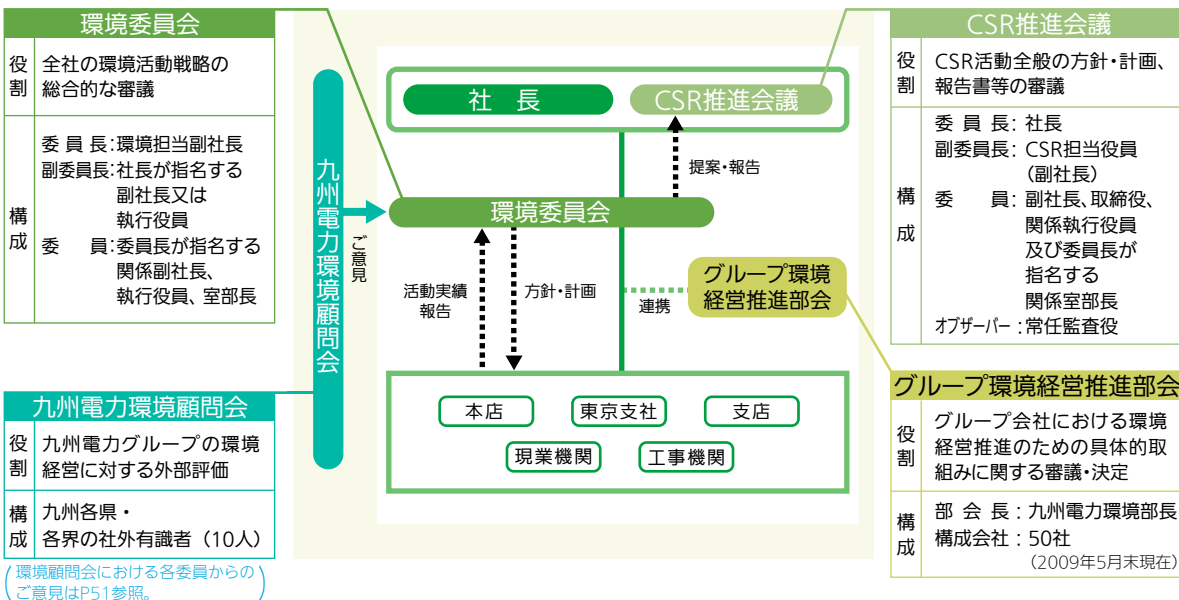 環境委員会
役割
全社の環境活動戦略の
総合的な審議
構成
委員長:環境担当副社長
副委員長:社長が指名する
副社長又は
執行役員
委　員:委員長が指名する
関係副社長、
執行役員、室部長
九州電力環境顧問会
役割
九州電力グループの環境
経営に対する外部評価
構成
九州各県・
各界の社外有識者（10人）
(環境顧問会における各委員からの
ご意見はP51参照。)
九州電力環境顧問会
ご意見
社　長
CSR推進会議
提案・報告
環境委員会
活動実績
報告
方針・計画
連携
グループ環境
経営推進部会
本店
東京支社
支店
現業機関
工事機関
CSR推進会議
役割
CSR活動全般の方針・計画、
報告書等の審議
構成
委員長: 社長
副委員長: CSR担当役員
（副社長）
委　員: 副社長、取締役、
関係執行役員
及び委員長が
指名する
関係室部長
オブザーバー:常任監査役
グループ環境経営推進部会
役割
グループ会社における環境
経営推進のための具体的取
組みに関する審議・決定
構成
部会長：九州電力環境部長
構成会社：50社
（2009年5月末現在）